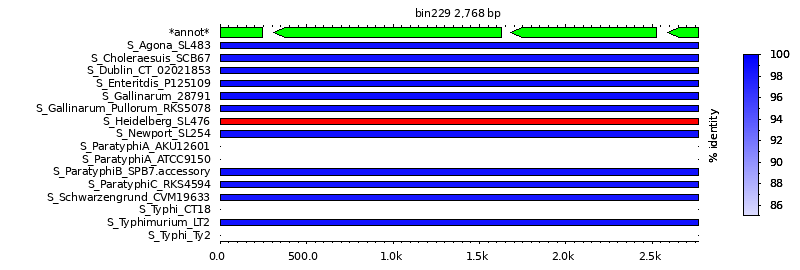 bin229 2,768 bp
*annot*
S_Agona_SL483
S_Choleraesuis_SCB67
S_Dublin_CT_02021853
S_Enteritdis_P125109
S_Gallinarum_28791
S_Gallinarum_Pullorum_RKS5078
S_Heidelberg_SL476
S_Newport_SL254
S_ParatyphiA_AKU12601
S_ParatyphiA_ATCC9150
S_ParatyphiB_SPB7.accessory
S_ParatyphiC_RKS4594
S_Schwarzengrund_CVM19633
S_Typhi_CT18
S_Typhimurium_LT2
S_Typhi_Ty2
0.0 500.0 1.0k 1.5k 2.0k 2.5k
% identity
100
98
96
94
92
90
88
86